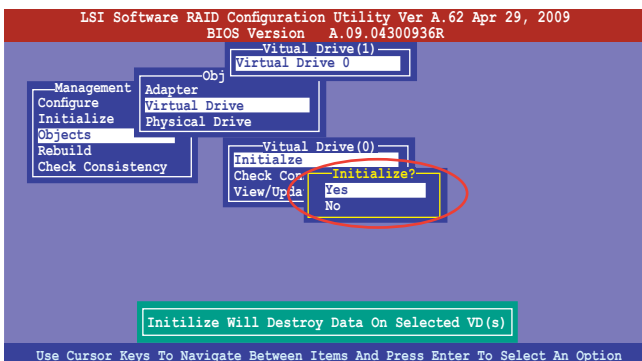 LSI Software RAID Configuration Utility Ver A.62 Apr 29, 2009
BIOS Version A.09.04300936R
Vitual Drive(1)
Virtual Drive 0
Obj
Adapter
Virtual Drive
Physical Drive
Management
Configure
Initialize
Objects
Rebuild
Check Consistency
Vitual Drive(0)
Initialze
Check Con
View/Upda
Initialize?
Yes
No
Initilize Will Destroy Data On Selected VD(s)
Use Cursor Keys To Navigate Between Items And Press Enter To Select An Option